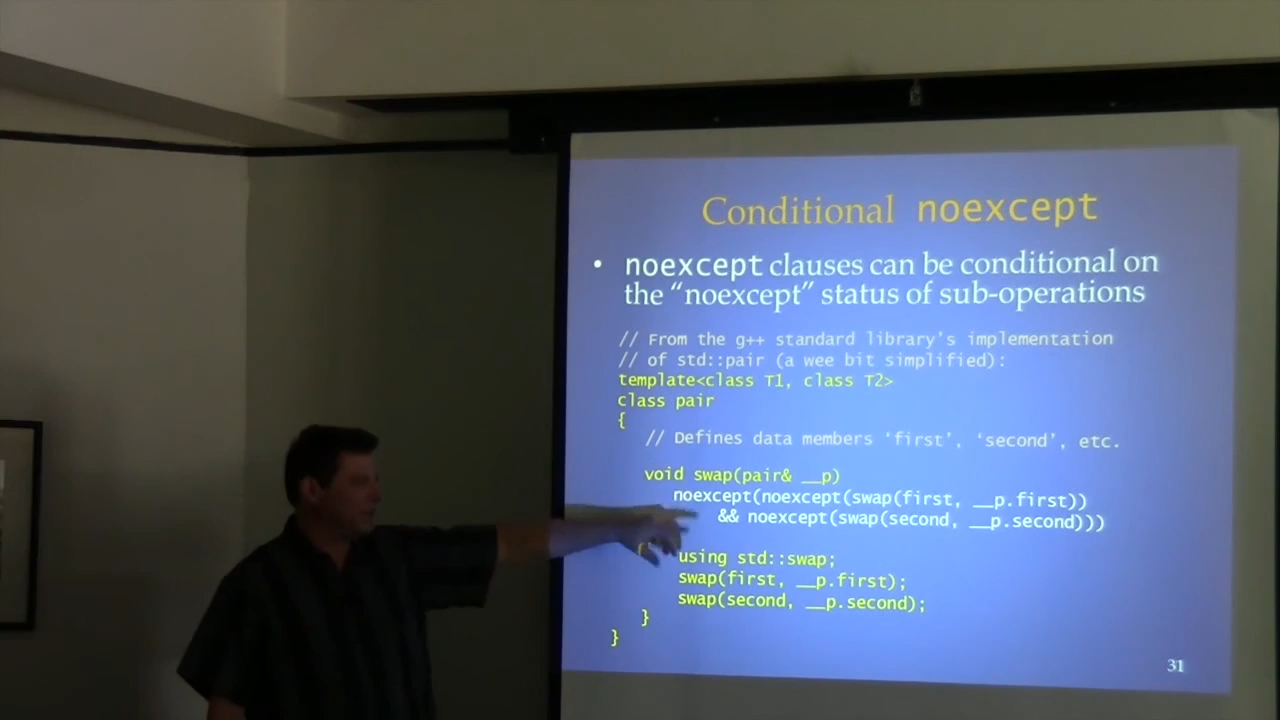 Conditional noexcept
• noexcept clauses can be conditional on
the “noexcept” status of sub-operations
// From the g++ standard library’s implementation
// of std::pair (a wee bit simplified):
template<class T1, class T2>
class pair
{
// Defines data members ‘first’, ‘second’, etc.
void swap(pair& __p)
noexcept(noexcept(swap(first, __p.first))
&& noexcept(swap(second, __p.second)))
{ using std::swap;
swap(first, __p.first);
swap(second, __p.second);
}
}
31